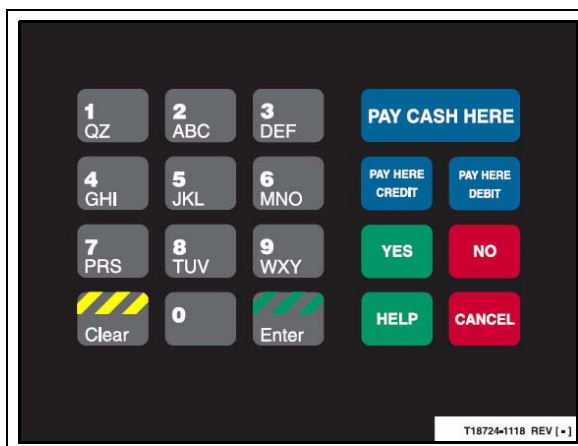 1 2 3 PAY CASH HERE
QZ ABC DEF
4 5 6 PAY HERE PAY HERE
GHI JKL MNO CREDIT DEBIT
7 8 9 YES NO
PRS TUV WXY
Clear 0 Enter HELP CANCEL
T18724-1118 REV [-]